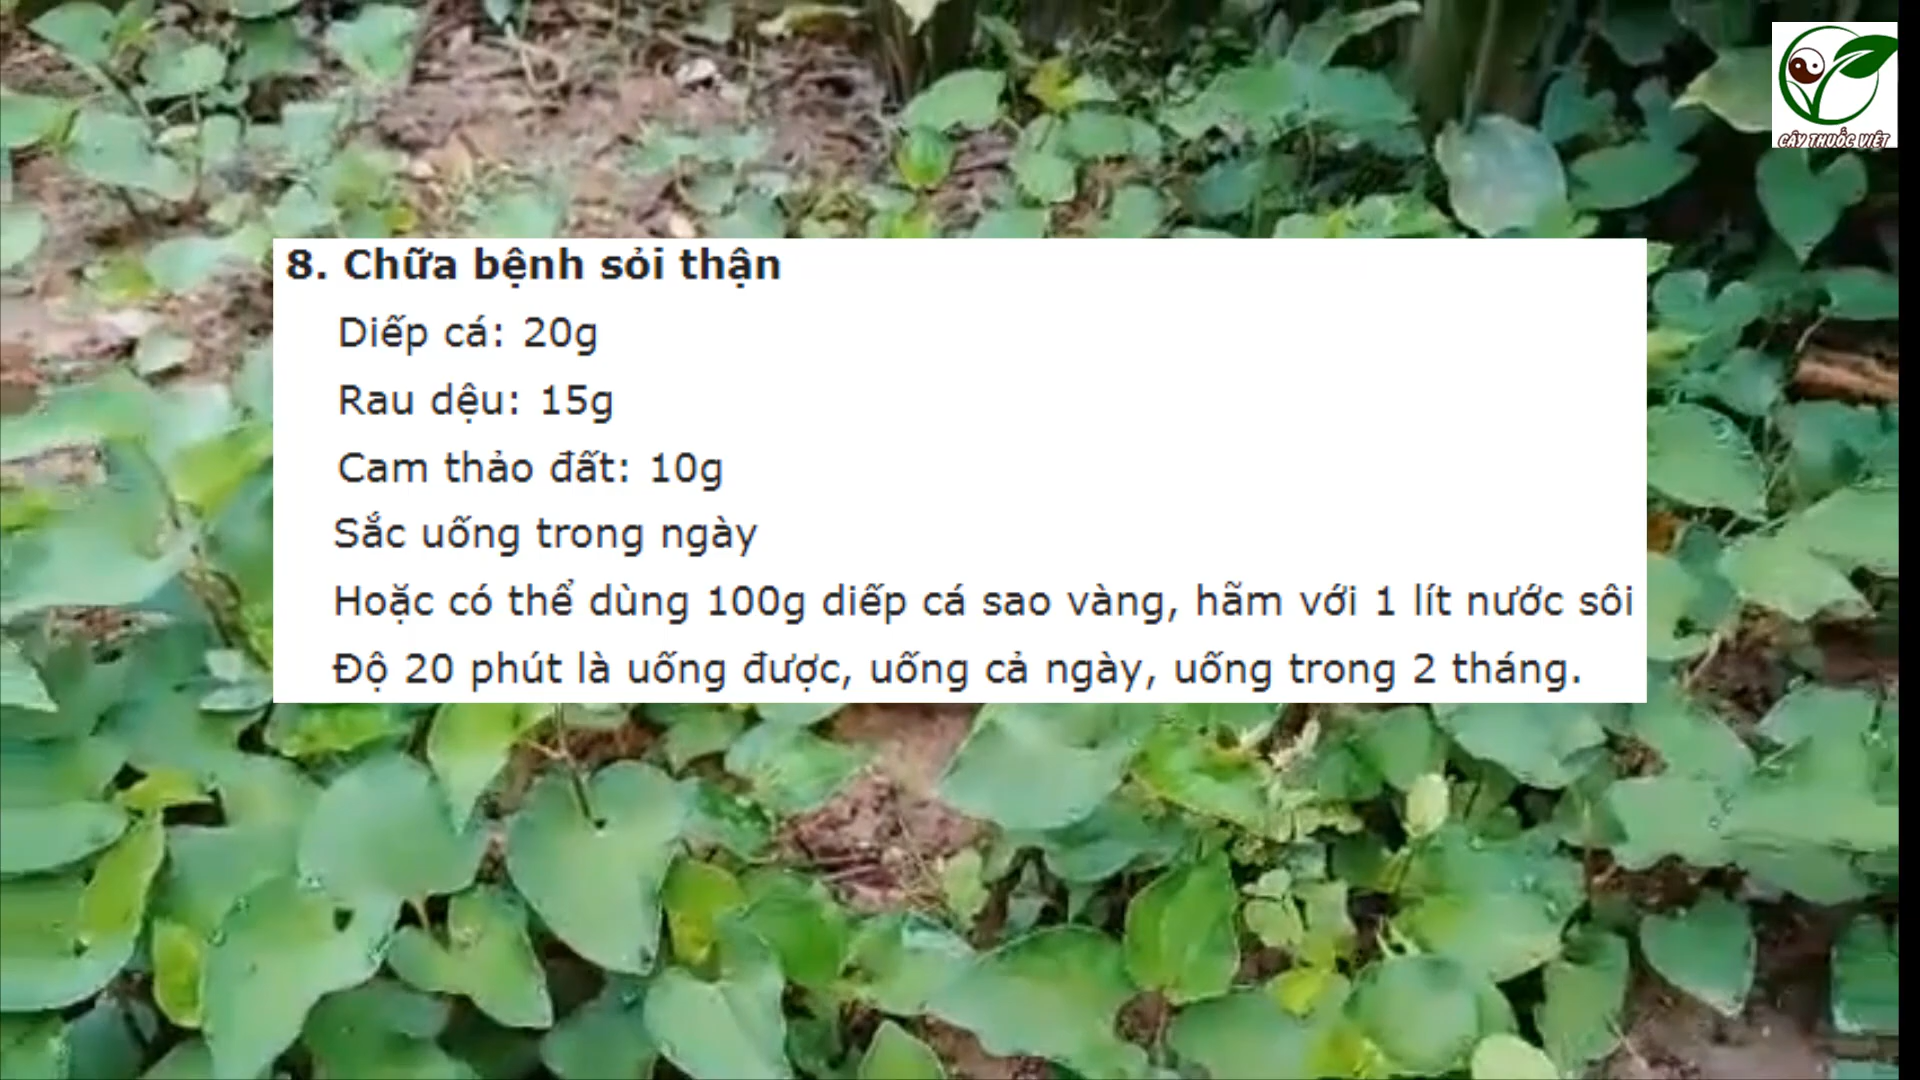 CÂY THUỐC VIỆT
8. Chữa bệnh sỏi thận
Diếp cá: 20g
Rau dệu: 15g
Cam thảo đất: 10g
Sắc uống trong ngày
Hoặc có thể dùng 100g diếp cá sao vàng, hãm với 1 lít nước sôi
Độ 20 phút là uống được, uống cả ngày, uống trong 2 tháng.